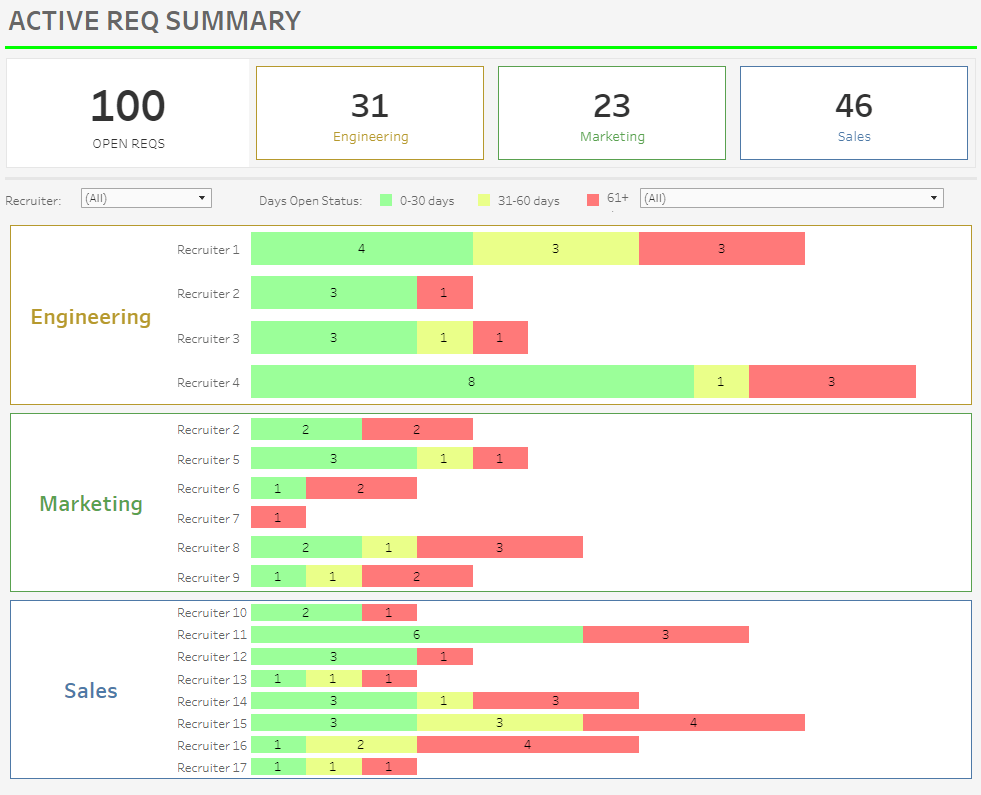 ACTIVE REQ SUMMARY
100
OPEN REQS
31
Engineering
23
Marketing
46
Sales
Recruiter: (All) Days Open Status: 0-30 days 31-60 days 61+ (All)
Engineering
Recruiter 1 4 3 3
Recruiter 2 3 1
Recruiter 3 3 1 1
Recruiter 4 8 1 3
Marketing
Recruiter 2 2 2
Recruiter 5 3 1 1
Recruiter 6 1 2
Recruiter 7 1
Recruiter 8 2 1 3
Recruiter 9 1 1 2
Sales
Recruiter 10 2 1
Recruiter 11 6 3
Recruiter 12 3 1
Recruiter 13 1 1 1
Recruiter 14 3 1 3
Recruiter 15 3 3 4
Recruiter 16 1 2 4
Recruiter 17 1 1 1